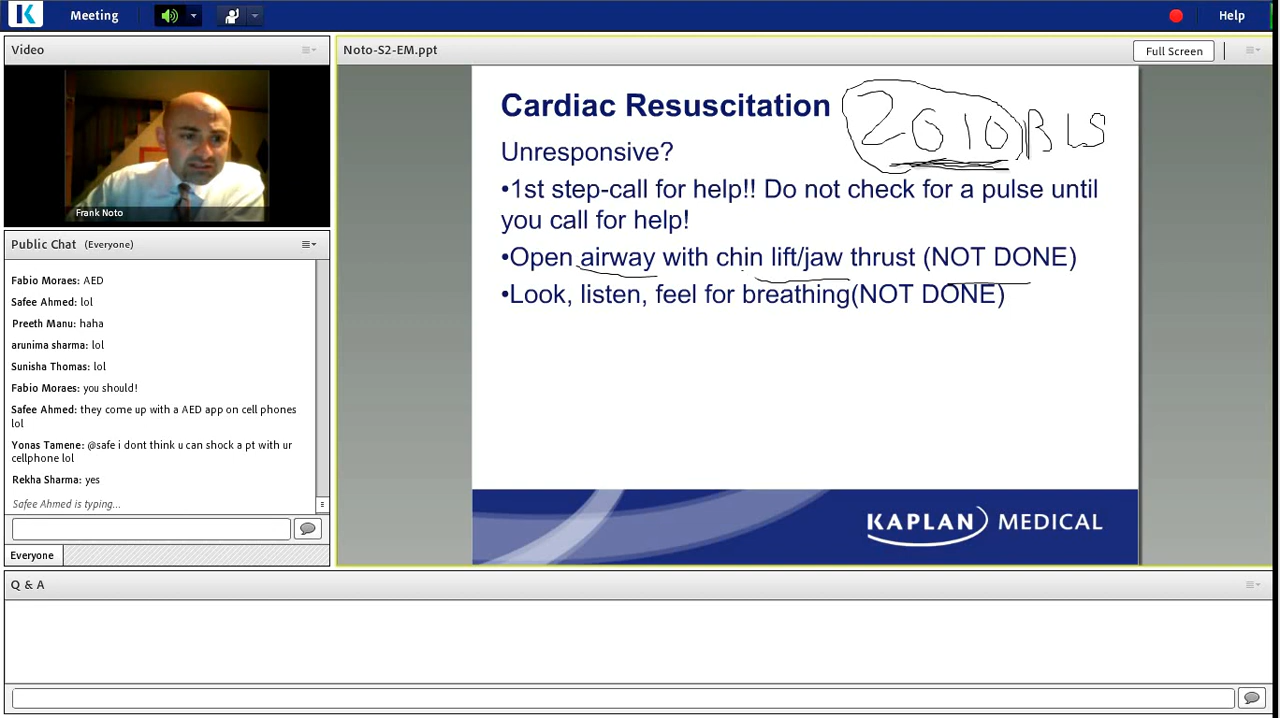 K
Meeting
Help
Video
Frank Noto
Public Chat (Everyone)
Fabio Moraes: AED
Safee Ahmed: lol
Preeth Manu: haha
arunima sharma: lol
Sunisha Thomas: lol
Fabio Moraes: you should!
Safee Ahmed: they come up with a AED app on cell phones
lol
Yonas Tamene: @safe i dont think u can shock a pt with ur
cellphone lol
Rekha Sharma: yes
Safee Ahmed is typing...
Everyone
Noto-S2-EM.ppt
Full Screen
Cardiac Resuscitation
2010 BLS
Unresponsive?
•1st step-call for help!! Do not check for a pulse until
you call for help!
•Open airway with chin lift/jaw thrust (NOT DONE)
•Look, listen, feel for breathing(NOT DONE)
KAPLAN MEDICAL
Q & A